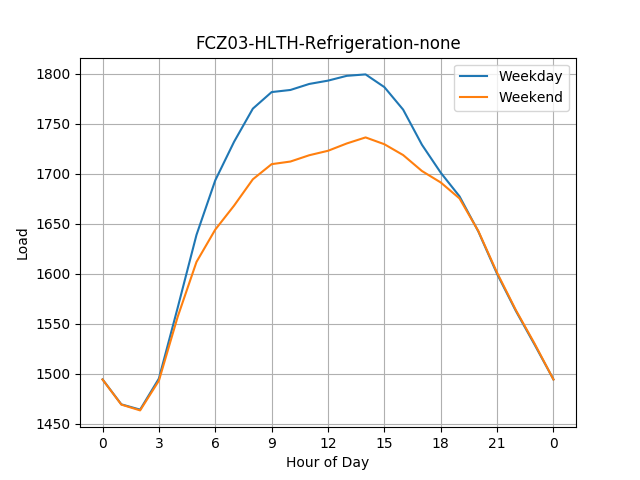 FCZ03-HLTH-Refrigeration-none
Weekday
Weekend
1800
1750
1700
1650
1600
1550
1500
1450
Load
0 3 6 9 12 15 18 21 0
Hour of Day